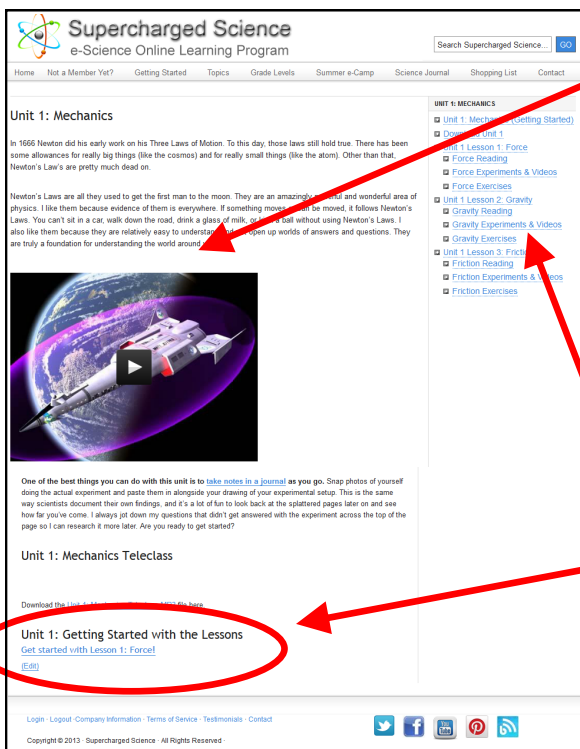 Supercharged Science
e-Science Online Learning Program
Search Supercharged Science... GO
Home Not a Member Yet? Getting Started Topics Grade Levels Summer e-Camp Science Journal Shopping List Contact
Unit 1: Mechanics
In 1666 Newton did his early work on his Three Laws of Motion. To this day, those laws still hold true. There has been
some allowances for really big things (like the cosmos) and for really small things (like the atom). Other than that,
Newton's Law's are pretty much dead on.
Newton's Laws are all they used to get the first man to the moon. They are an amazingly and wonderful area of
physics. I like them because evidence of them is everywhere. If something moves be moved, it follows Newton's
Laws. You can't sit in a car, walk down the road, drink a glass of milk, or a ball without using Newton's Laws. I
also like them because they are relatively easy to understand open up worlds of answers and questions. They
are truly a foundation for understanding the world around
One of the best things you can do with this unit is to take notes in a journal as you go. Snap photos of yourself
doing the actual experiment and paste them in alongside your drawing of your experimental setup. This is the same
way scientists document their own findings, and it's a lot of fun to look back at the splattered pages later on and see
how far you've come. I always jot down my questions that didn't get answered with the experiment across the top of the
page so I can research it more later. Are you ready to get started?
Unit 1: Mechanics Teleclass
Download the file here
Unit 1: Getting Started with the Lessons
Get started with Lesson 1: Force!
(Edit)
UNIT 1: MECHANICS
Unit 1: Mechanics (Getting Started)
Download Unit 1
Unit 1 Lesson 1: Force
Force Reading
Force Experiments & Videos
Force Exercises
Unit 1 Lesson 2: Gravity
Gravity Reading
Gravity Experiments & Videos
Gravity Exercises
Unit 1 Lesson 3: Friction
Friction Reading
Friction Experiments & Videos
Friction Exercises
Login · Logout ·Company Information · Terms of Service · Testimonials · Contact
Copyright © 2013 · Supercharged Science · All Rights Reserved ·
You
Tube